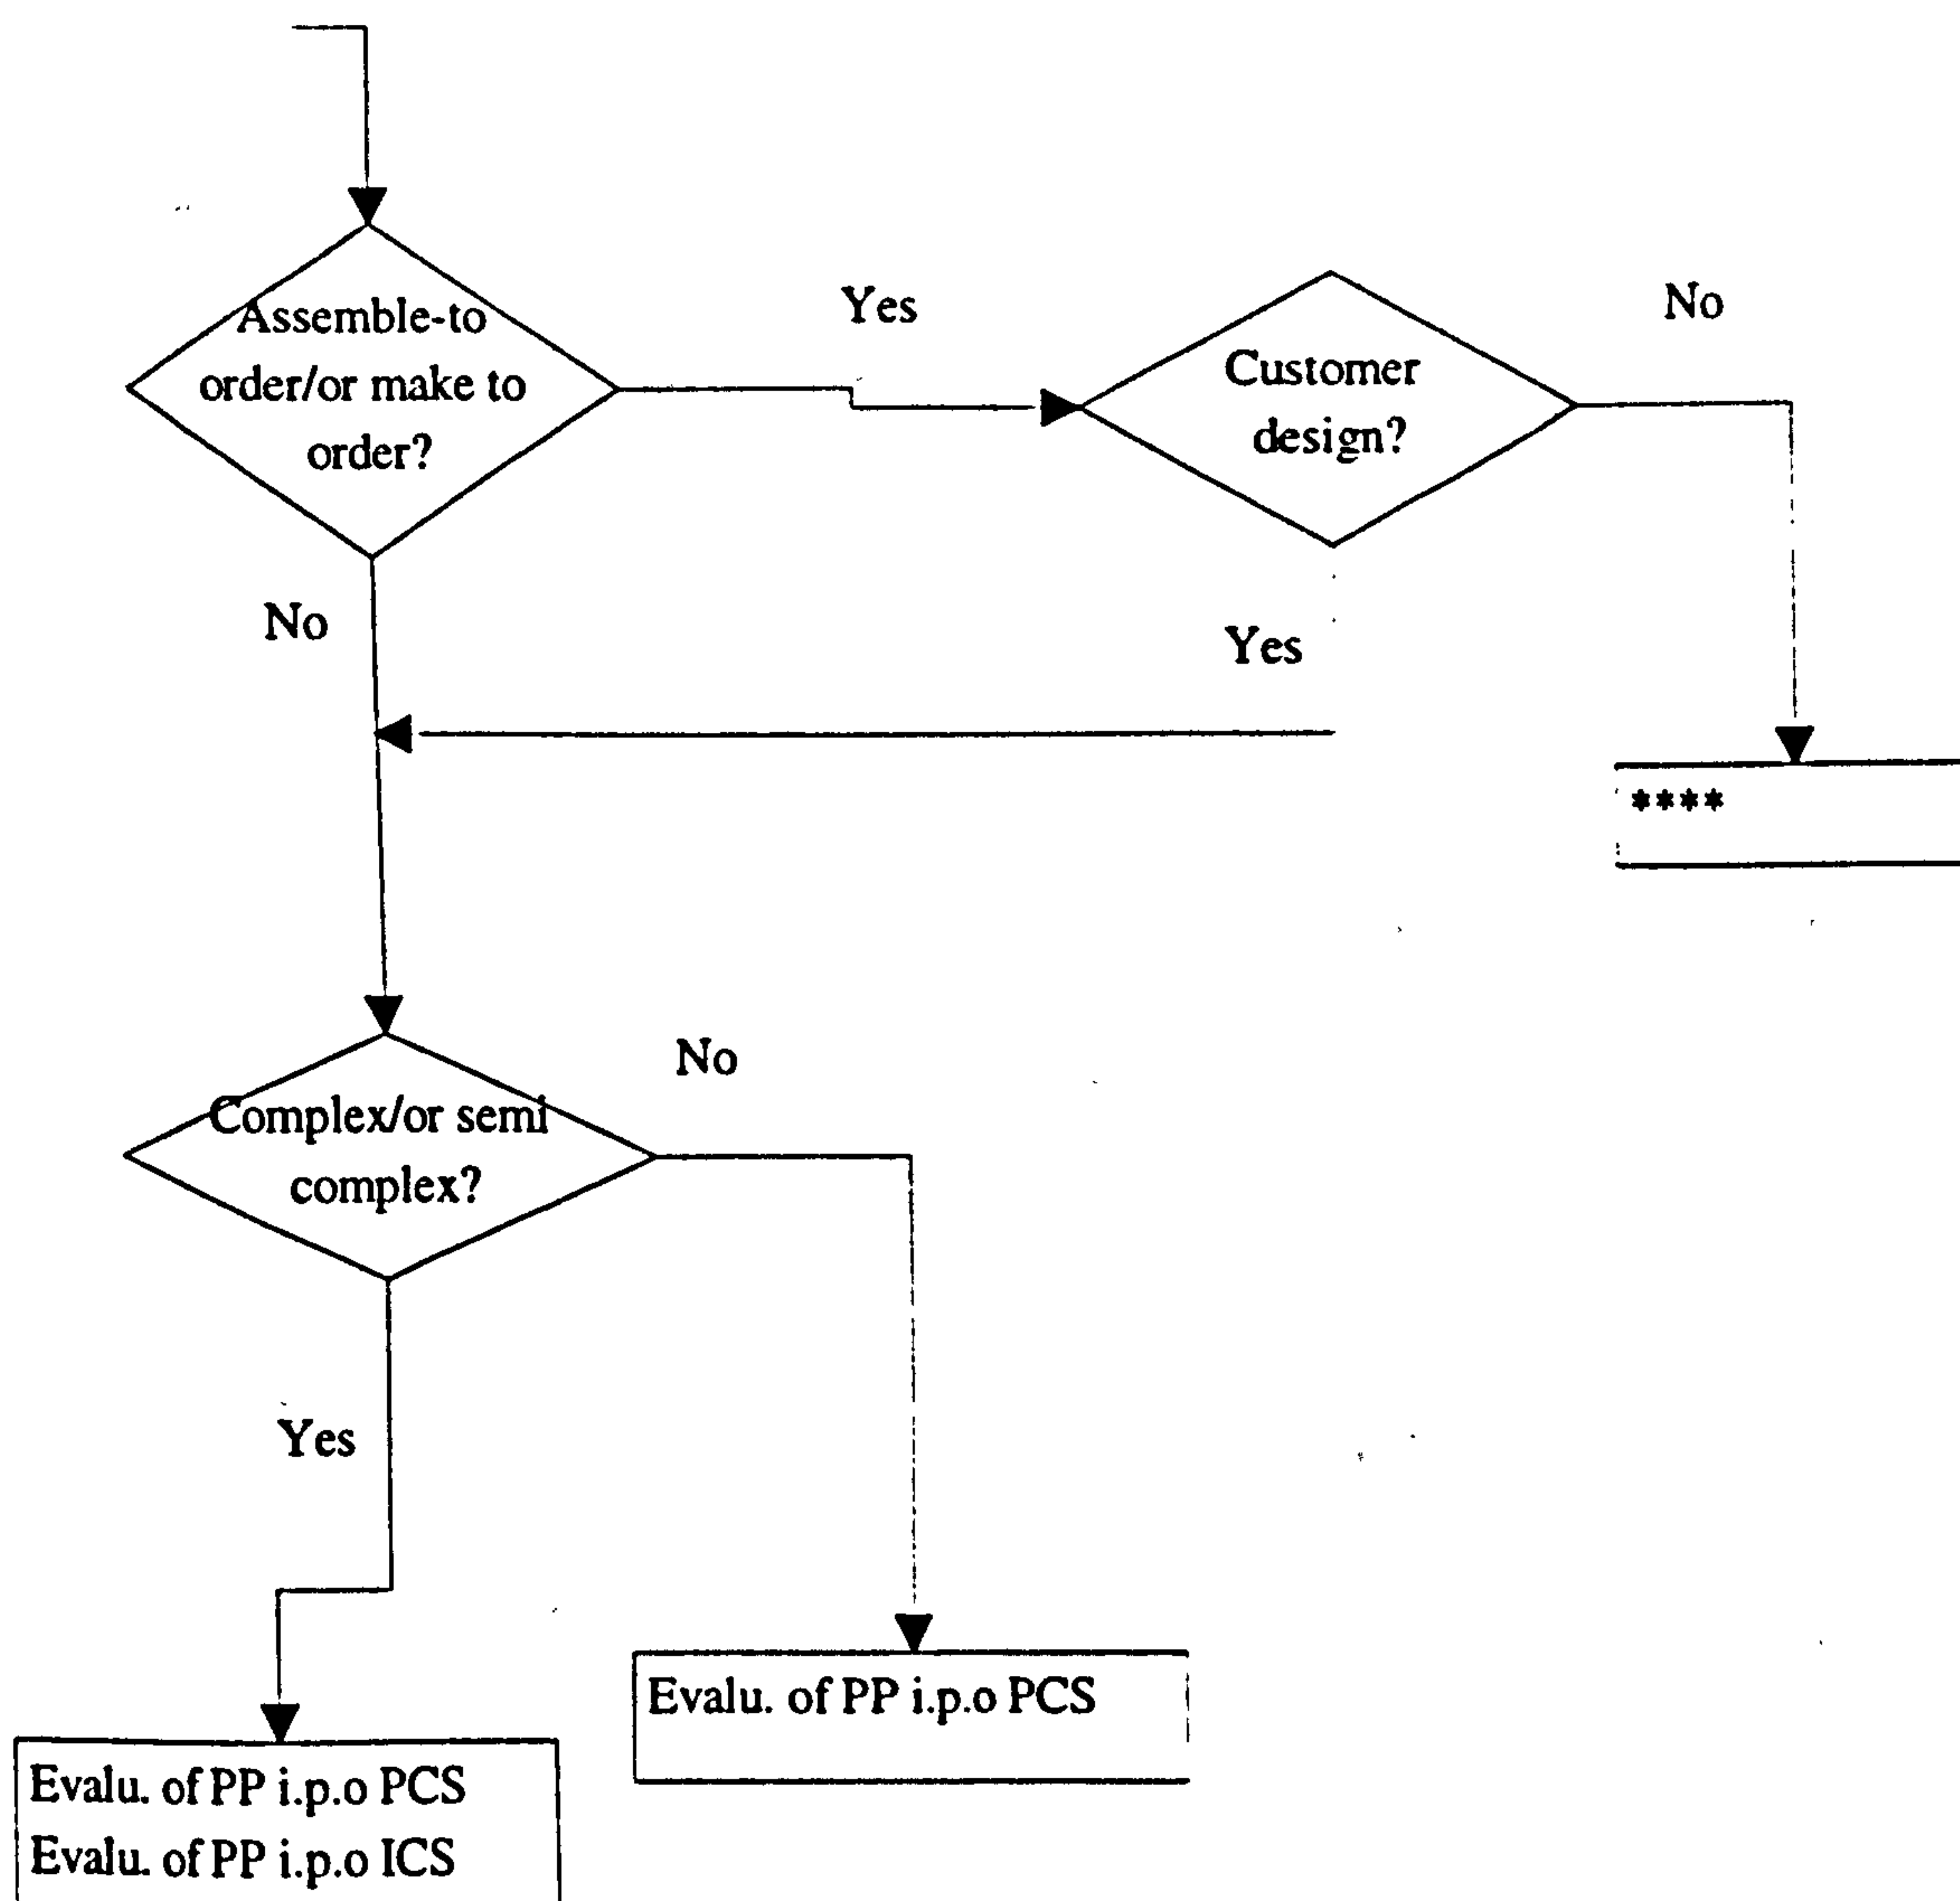 Assemble-to
order/or make to
order?
Yes
Customer
design?
No
No
Yes
****
Complex/or semi
complex?
No
Yes
Evalu. of PP i.p.o PCS
Evalu. of PP i.p.o PCS
Evalu. of PP i.p.o ICS